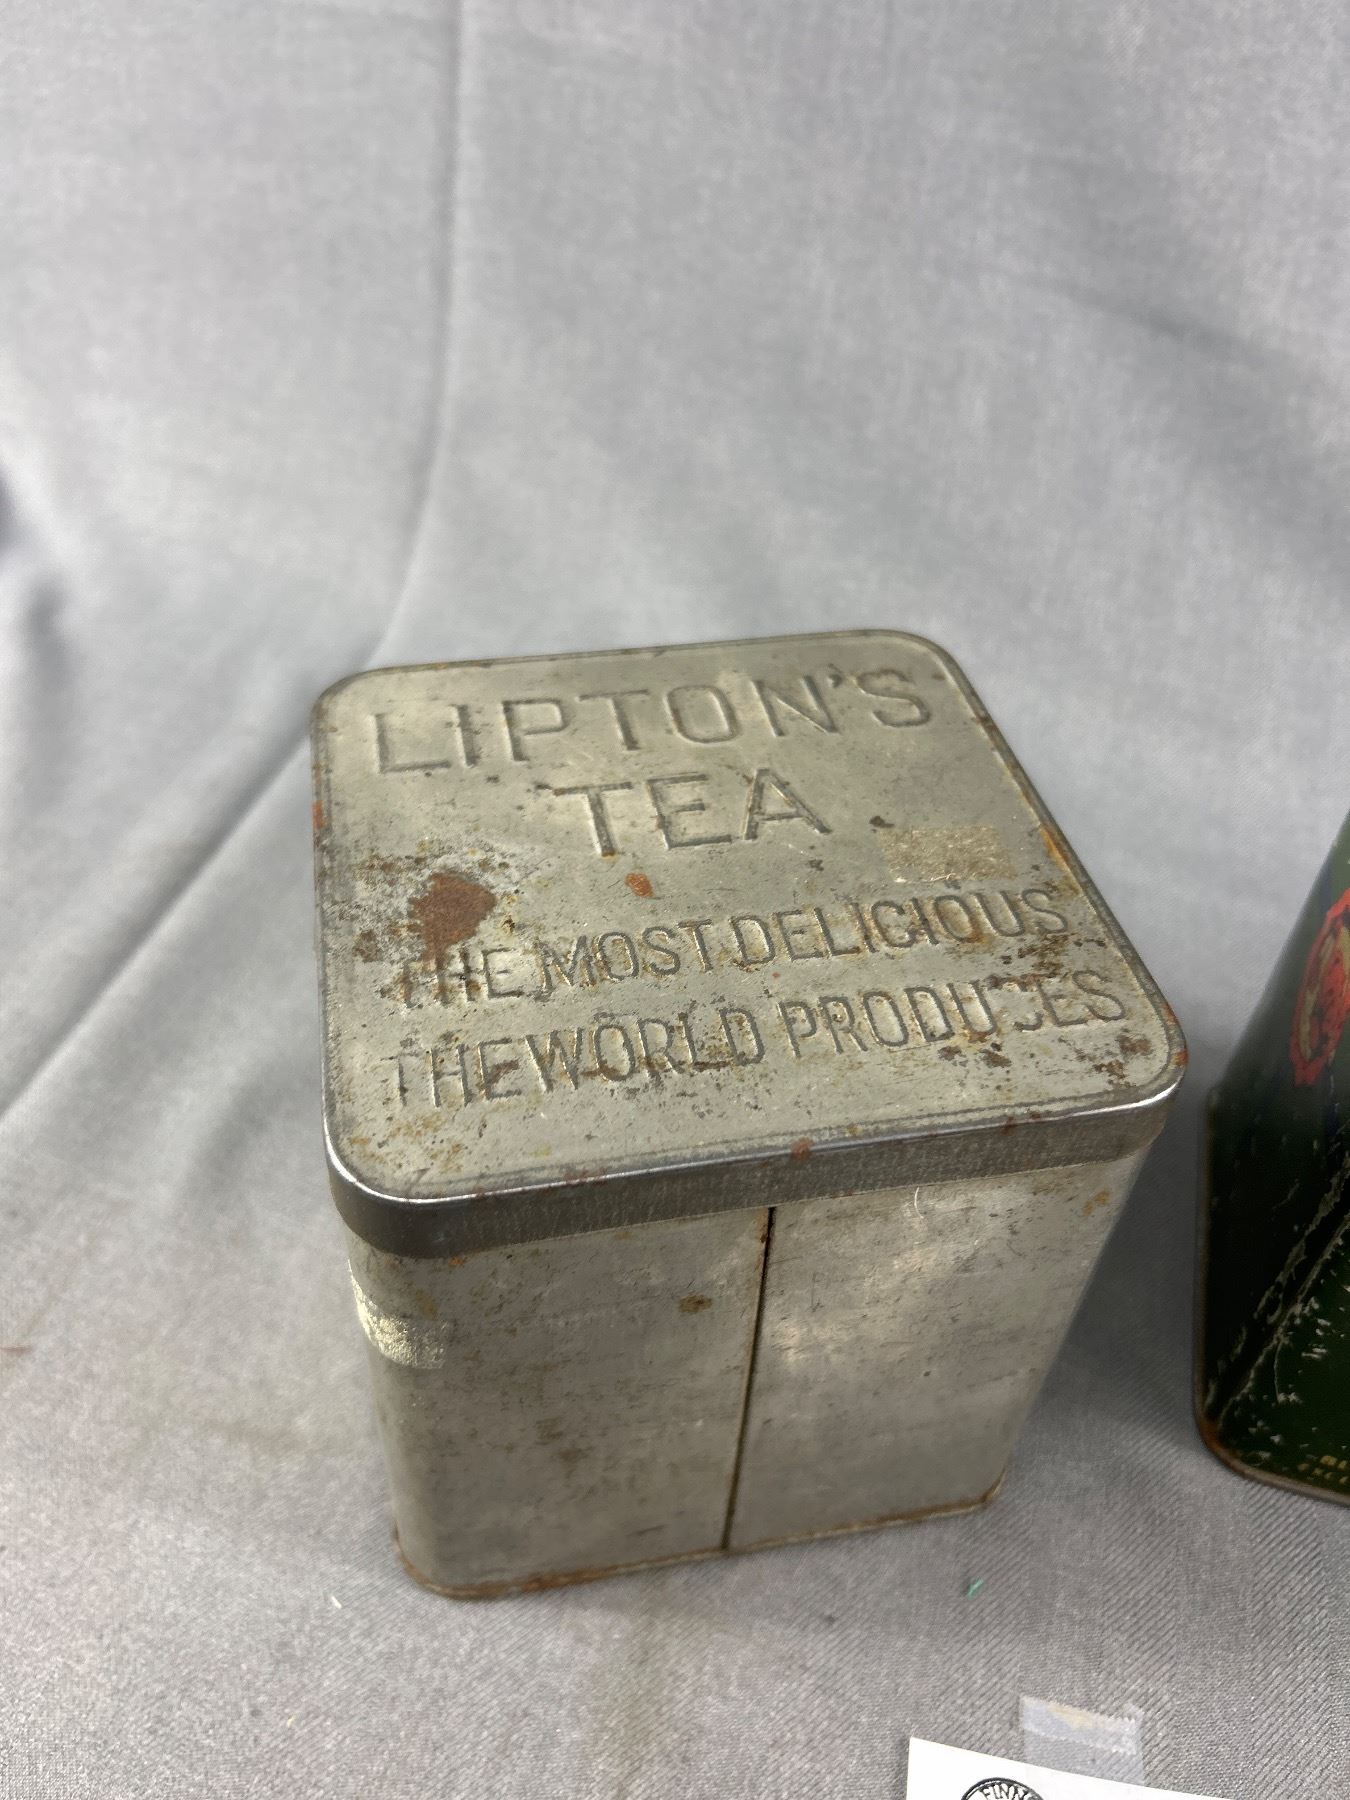 LIPTON'S
TEA
THE MOST DELICIOUS
THE WORLD PRODUCES